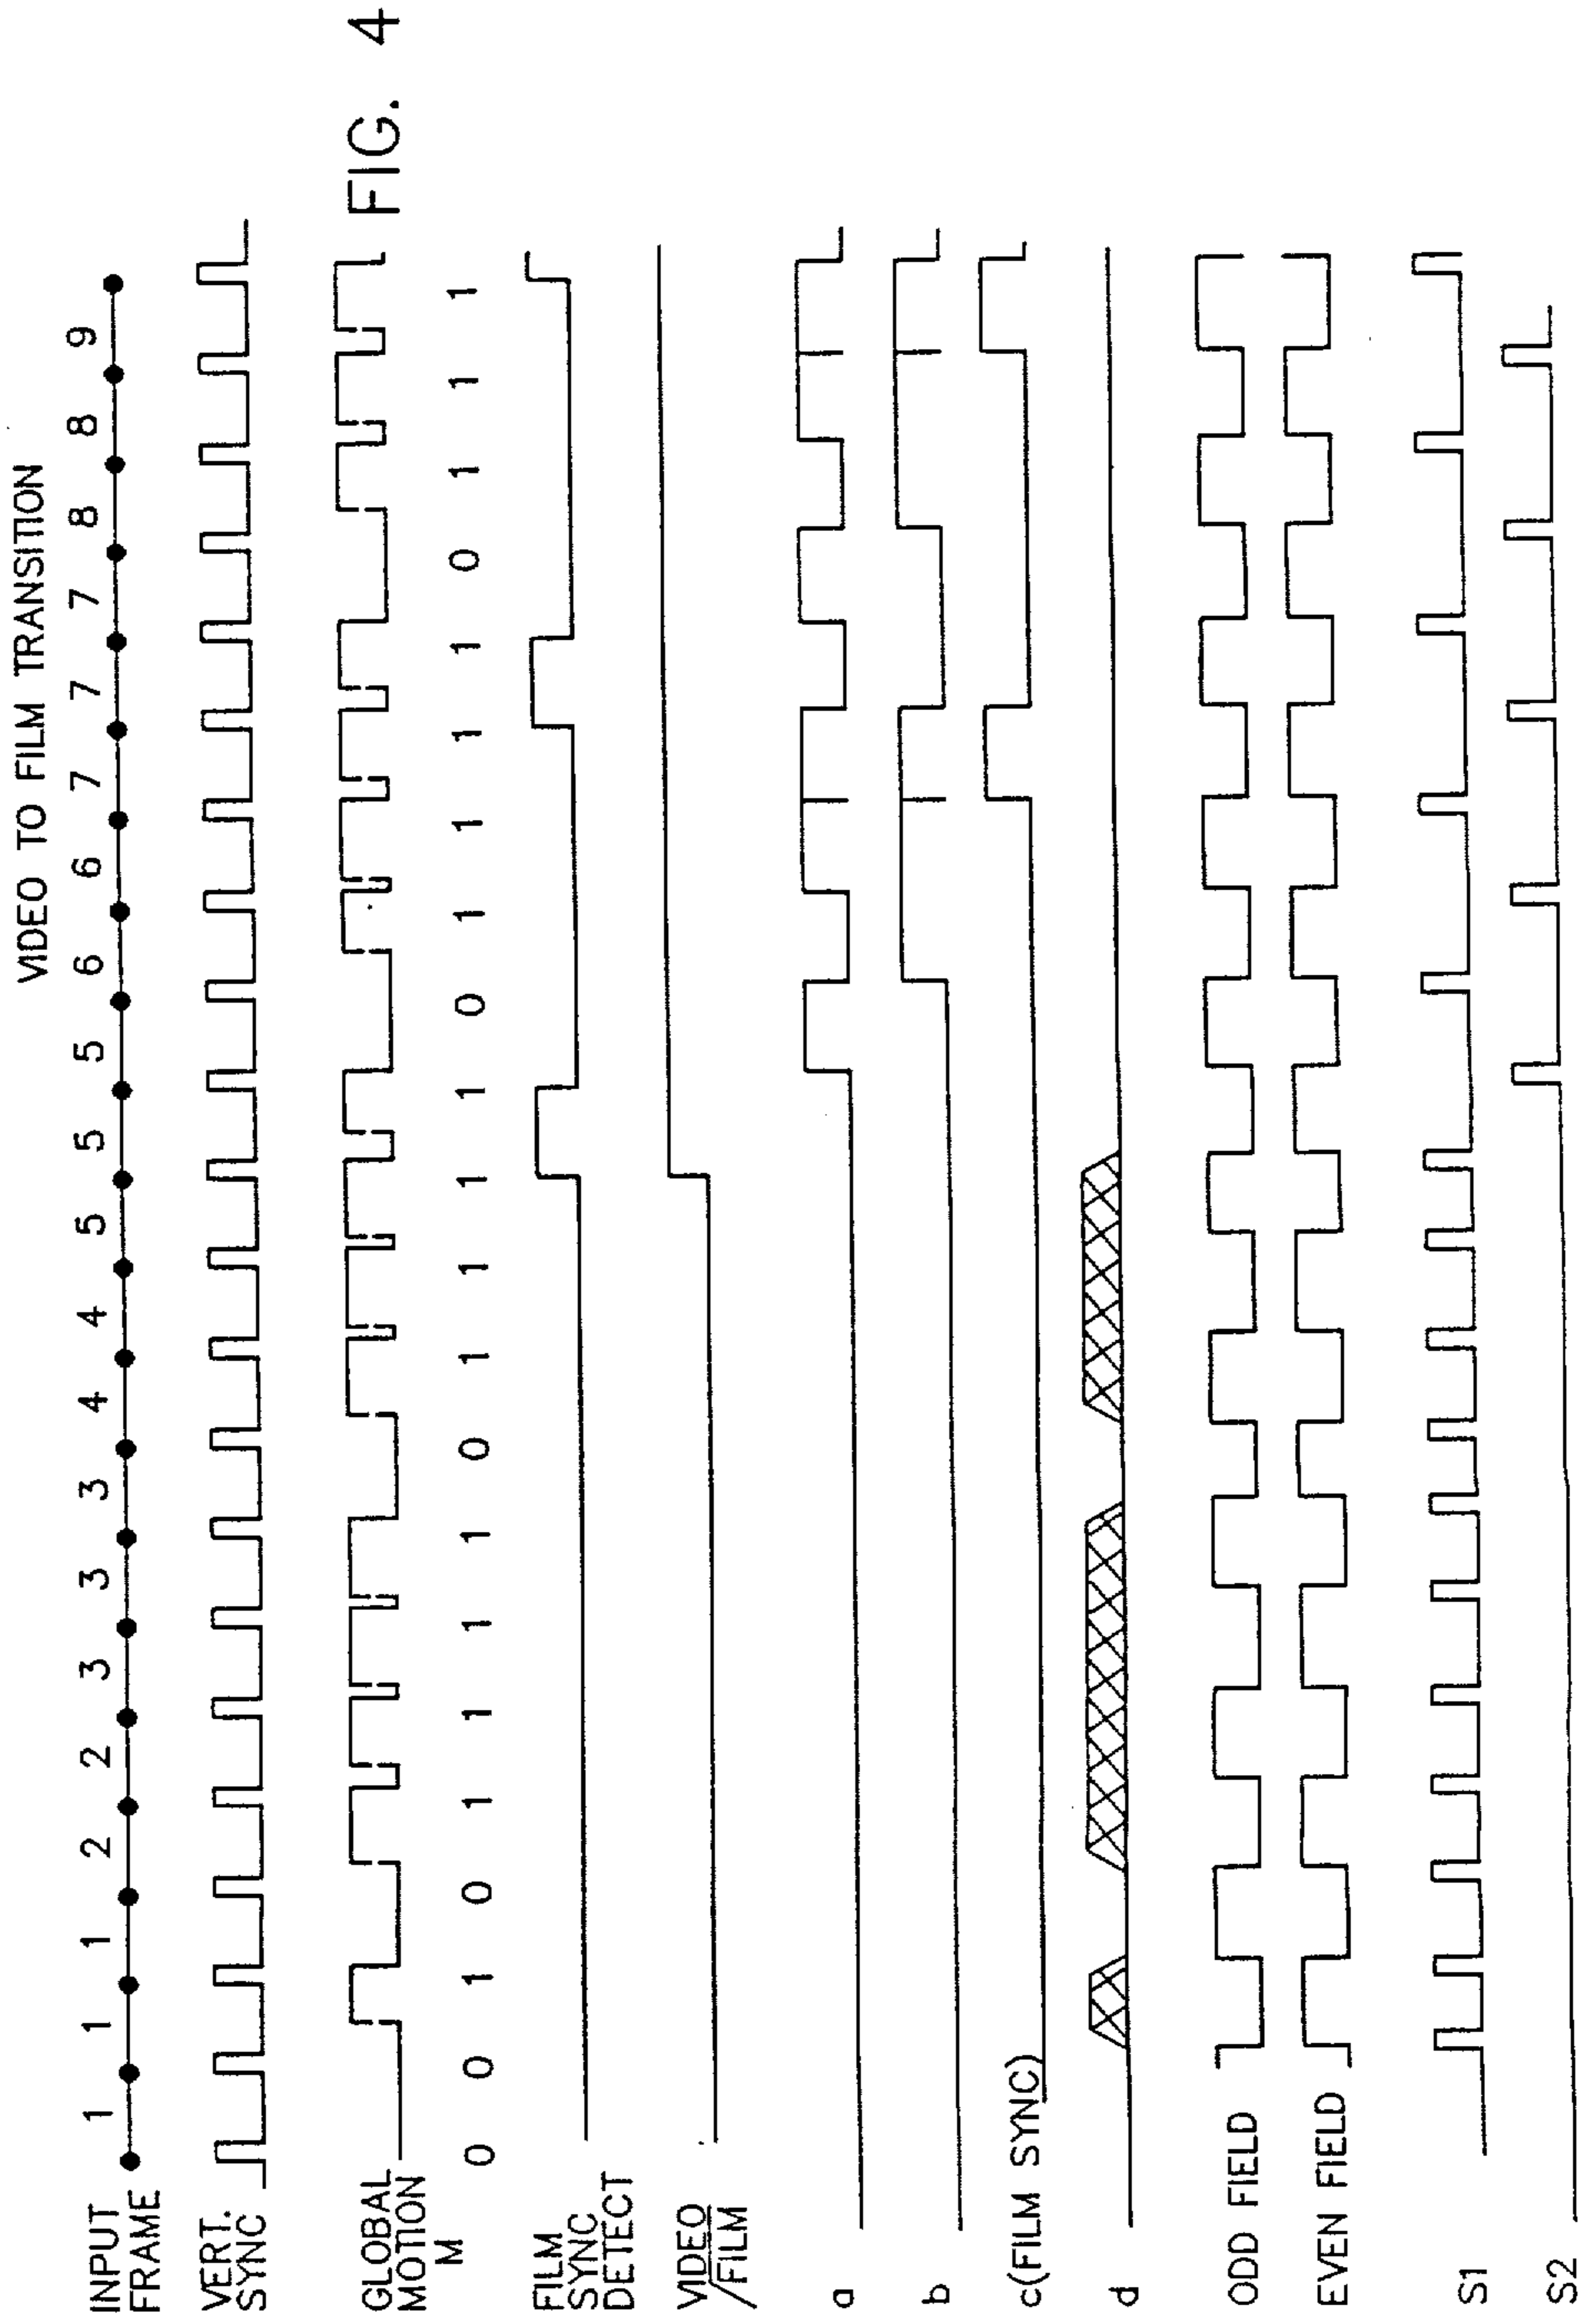 VIDEO TO FILM TRANSITION
INPUT FRAME
1 1 1 2 2 3 3 3 4 4 5 5 5 6 6 7 7 7 8 8 9
VERT. SYNC
GLOBAL MOTION M
0 0 1 0 1 1 1 1 0 1 1 1 1 0 1 1 1 1 0 1 1 1
FIG. 4
FILM SYNC DETECT
VIDEO
/FILM
a
b
c(FILM SYNC)
d
ODD FIELD
EVEN FIELD
S1
S2